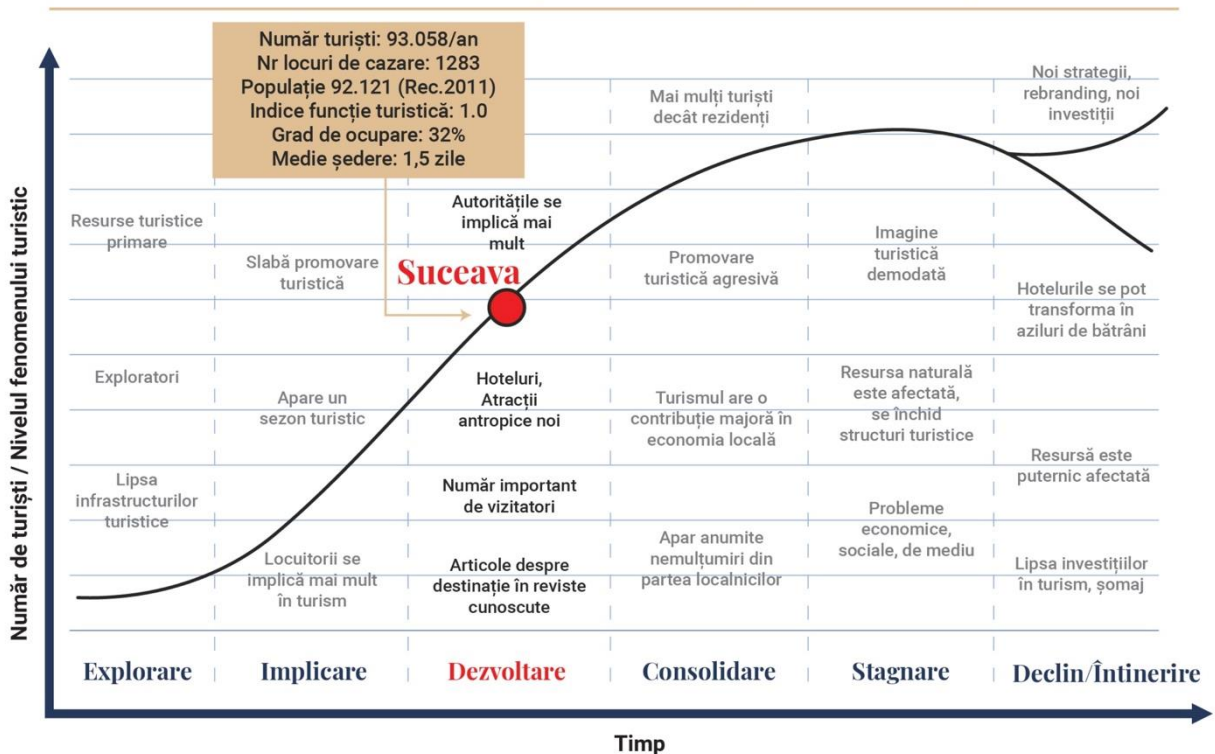 Număr turiști: 93.058/an
Nr locuri de cazare: 1283
Populație 92.121 (Rec.2011)
Indice funcție turistică: 1.0
Grad de ocupare: 32%
Medie ședere: 1,5 zile
Număr de turiști / Nivelul fenomenului turistic
Resurse turistice
primare
Exploratori
Lipsa
infrastructurilor
turistice
Slabă promovare
turistică
Apare un
sezon turistic
Locuitorii se
implică mai mult
în turism
Autoritățile se
implică mai
mult
Suceava
Hoteluri,
Atracții
antropice noi
Număr important
de vizitatori
Articole despre
destinație în reviste
cunoscute
Mai mulți turiști
decât rezidenți
Promovare
turistică agresivă
Turismul are o
contribuție majoră în
economia locală
Apar anumite
nemulțumiri din
partea localnicilor
Imagine
turistică
demodată
Resursa naturală
este afectată,
se închid
structuri turistice
Probleme
economice,
sociale, de mediu
Noi strategii,
rebranding, noi
investiții
Hotelurile se pot
transforma în
aziluri de bătrâni
Resursă este
puternic afectată
Lipsa investițiilor
în turism, șomaj
Explorare
Implicare
Dezvoltare
Consolidare
Stagnare
Declin/Întinerire
Timp